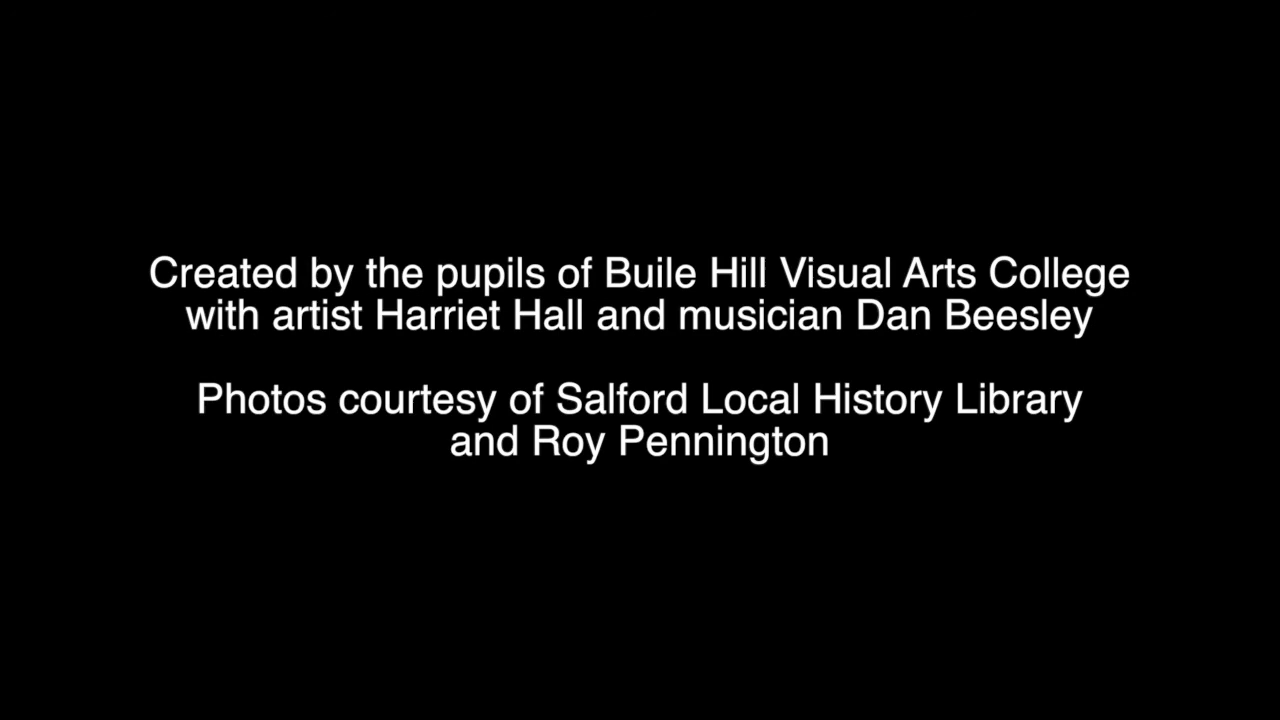 Created by the pupils of Buile Hill Visual Arts College
with artist Harriet Hall and musician Dan Beesley
Photos courtesy of Salford Local History Library
and Roy Pennington